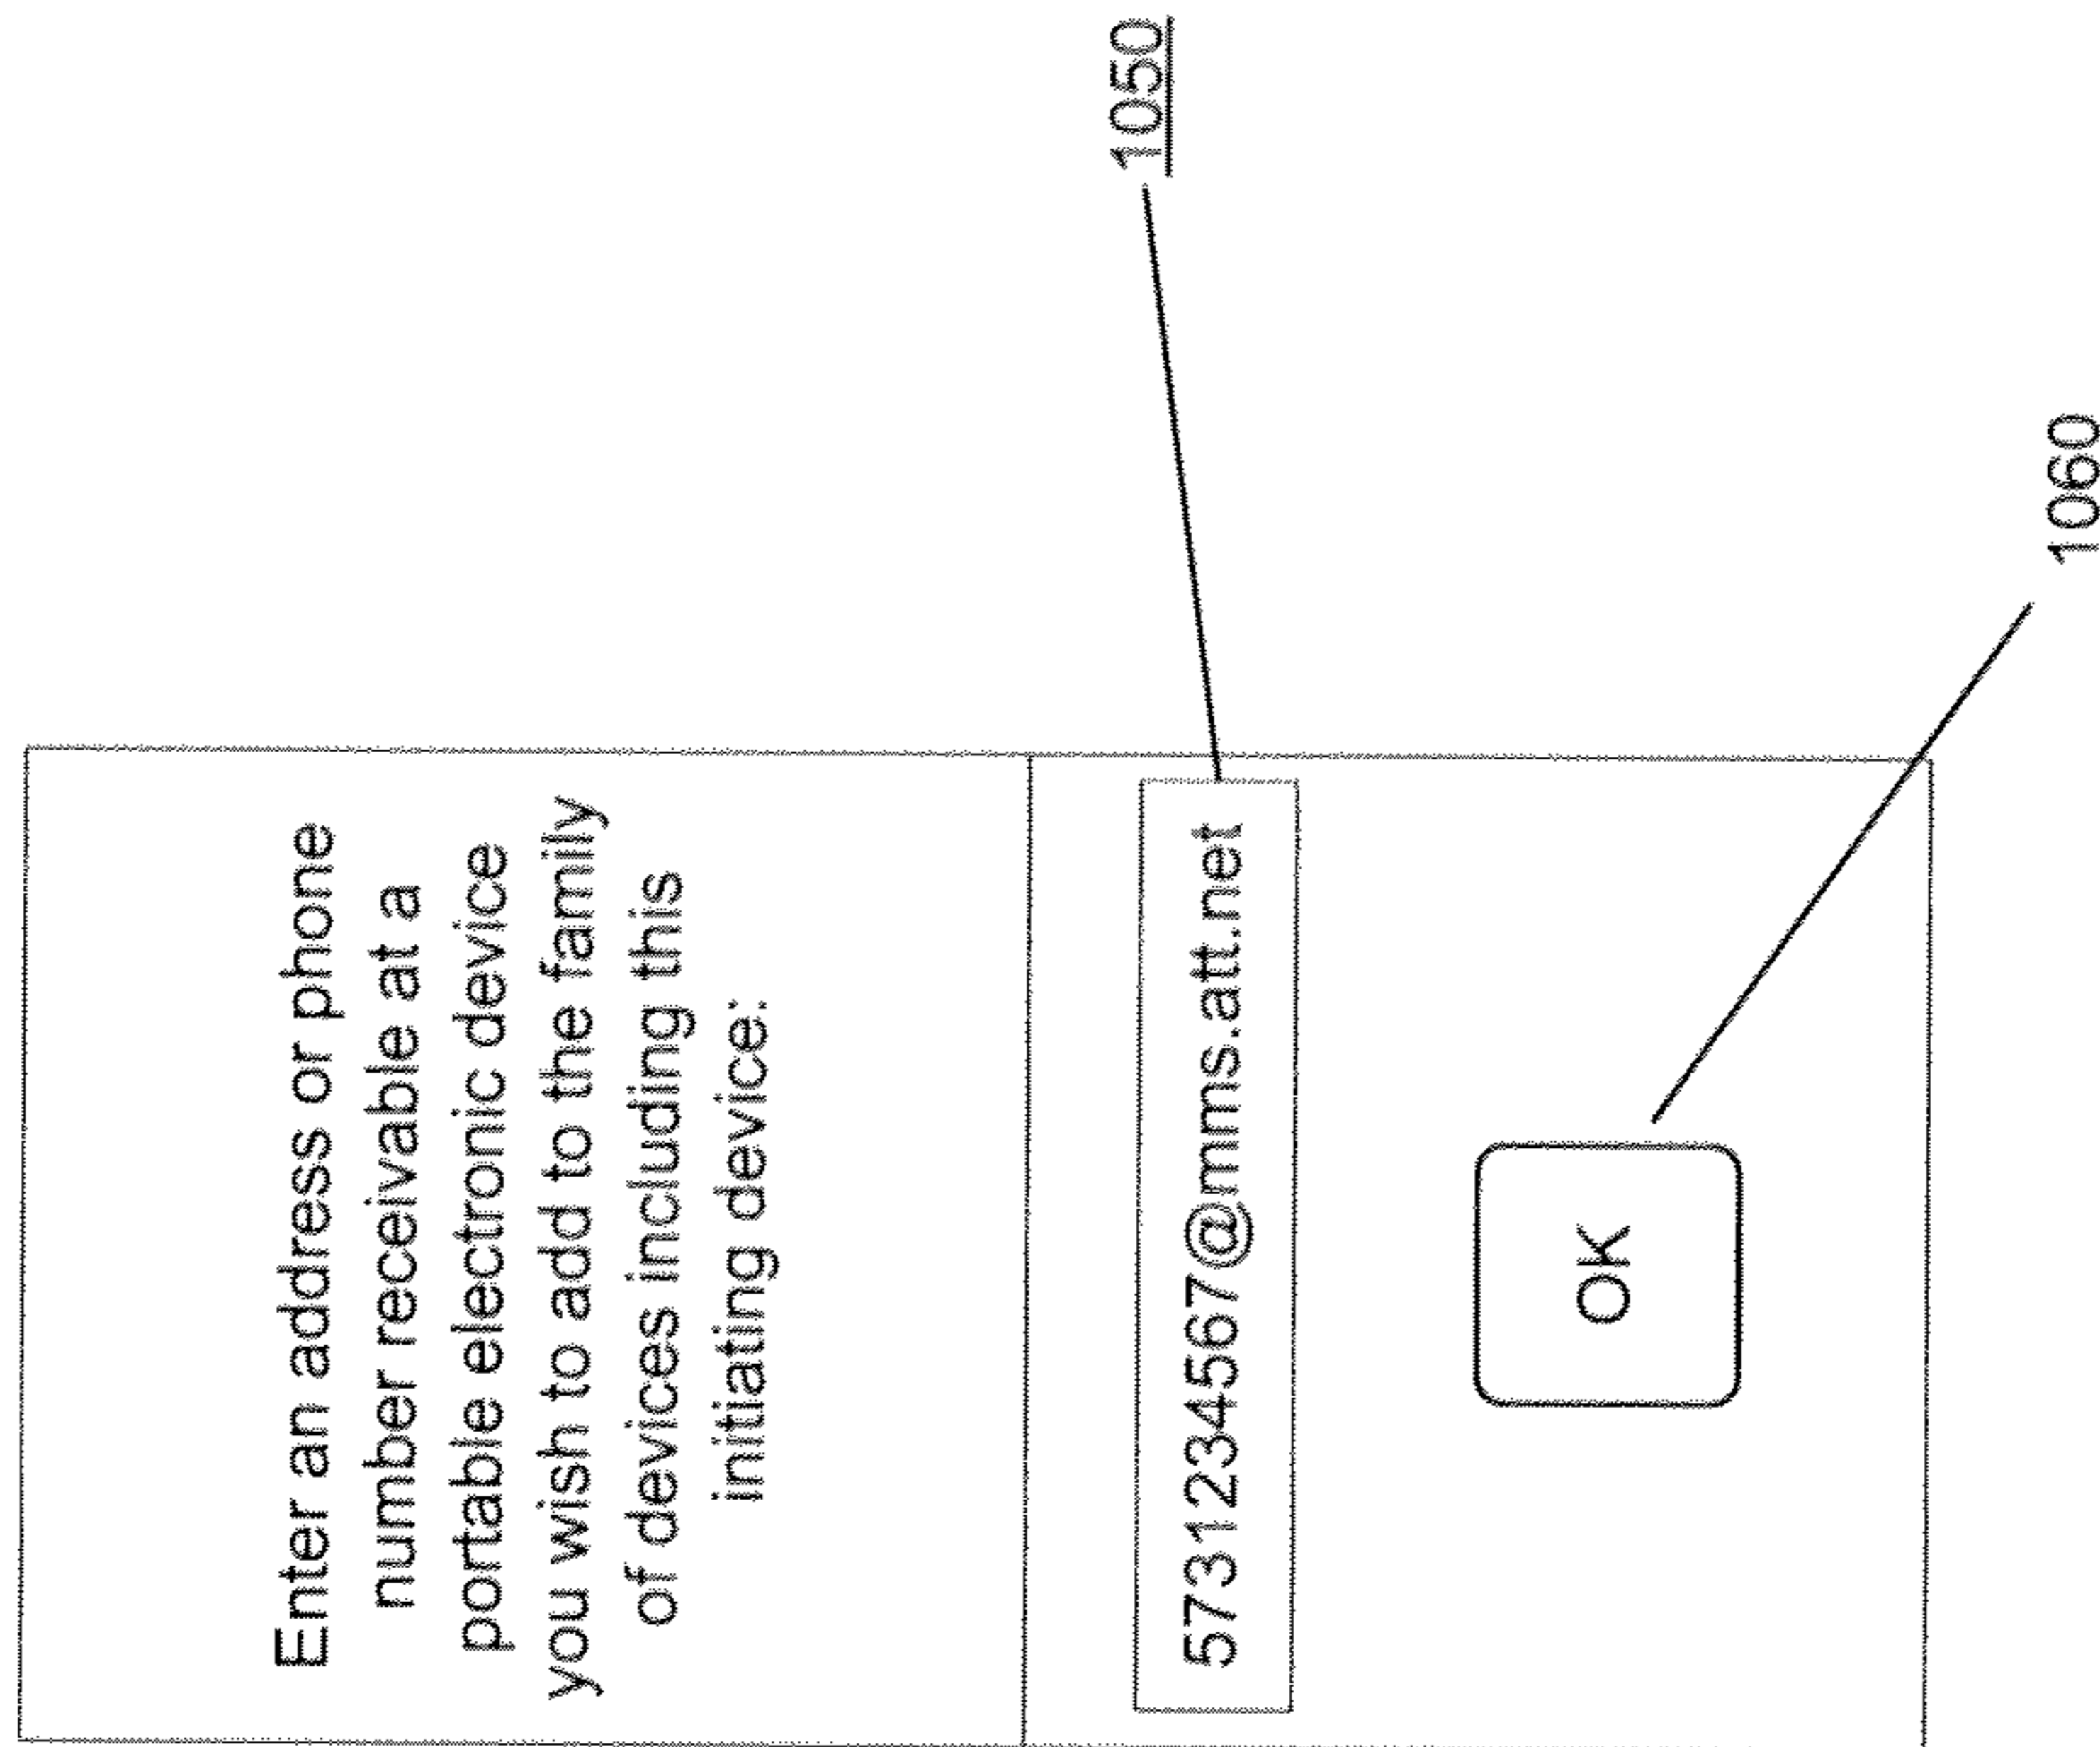 Enter an address or phone
number receivable at a
portable electronic device
you wish to add to the family
of devices including this
initiating device:
5731234567@mms.att.net
1050
OK
1060